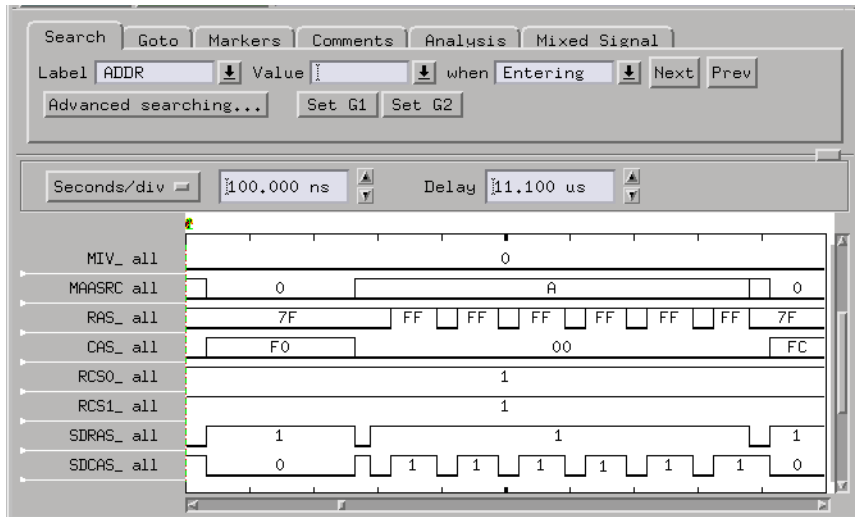 Search Goto Markers Comments Analysis Mixed Signal
Label ADDR Value when Entering Next Prev
Advanced searching... Set G1 Set G2
Seconds/div 100.000 ns Delay 11.100 us
MIV_ all 0
MAASRC all 0 A 0
RAS_ all 7F FF FF FF FF FF FF 7F
CAS_ all F0 00 FC
RCS0_ all 1
RCS1_ all 1
SDRAS_ all 1 1 1
SDCAS_ all 0 1 1 1 1 1 1 0